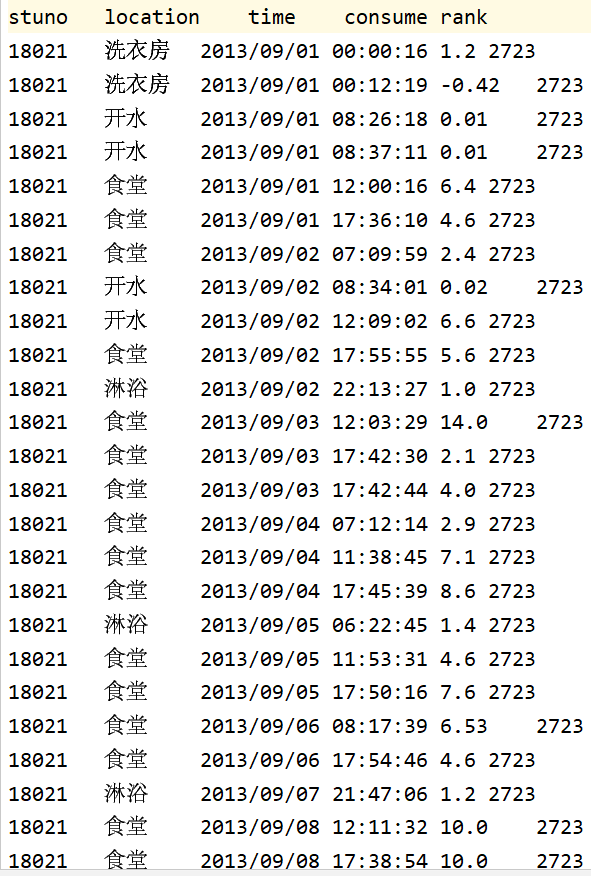 stuno location time consume rank
18021 洗衣房 2013/09/01 00:00:16 1.2 2723
18021 洗衣房 2013/09/01 00:12:19 -0.42 2723
18021 开水 2013/09/01 08:26:18 0.01 2723
18021 开水 2013/09/01 08:37:11 0.01 2723
18021 食堂 2013/09/01 12:00:16 6.4 2723
18021 食堂 2013/09/01 17:36:10 4.6 2723
18021 食堂 2013/09/02 07:09:59 2.4 2723
18021 开水 2013/09/02 08:34:01 0.02 2723
18021 开水 2013/09/02 12:09:02 6.6 2723
18021 食堂 2013/09/02 17:55:55 5.6 2723
18021 淋浴 2013/09/02 22:13:27 1.0 2723
18021 食堂 2013/09/03 12:03:29 14.0 2723
18021 食堂 2013/09/03 17:42:30 2.1 2723
18021 食堂 2013/09/03 17:42:44 4.0 2723
18021 食堂 2013/09/04 07:12:14 2.9 2723
18021 食堂 2013/09/04 11:38:45 7.1 2723
18021 食堂 2013/09/04 17:45:39 8.6 2723
18021 淋浴 2013/09/05 06:22:45 1.4 2723
18021 食堂 2013/09/05 11:53:31 4.6 2723
18021 食堂 2013/09/05 17:50:16 7.6 2723
18021 食堂 2013/09/06 08:17:39 6.53 2723
18021 食堂 2013/09/06 17:54:46 4.6 2723
18021 淋浴 2013/09/07 21:47:06 1.2 2723
18021 食堂 2013/09/08 12:11:32 10.0 2723
18021 食堂 2013/09/08 17:38:54 10.0 2723